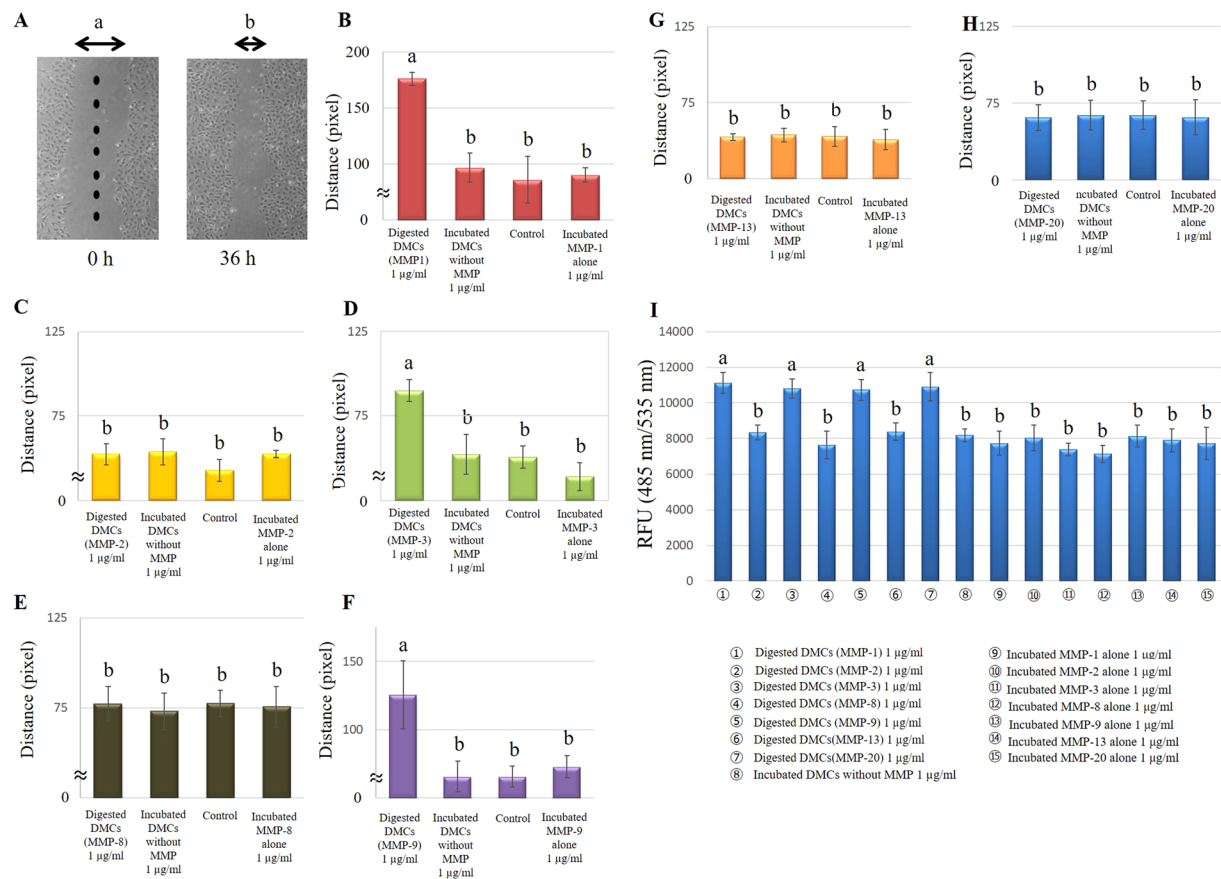 A
a
b
0 h
36 h
B
Distance (pixel)
200
150
100
≈
0
a
b
b
b
Digested
DMCs
(MMP1)
1 µg/ml
Incubated
DMCs
without
MMP
1 µg/ml
Control
Incubated
MMP-1
alone
1 µg/ml
C
Distance (pixel)
125
75
≈
0
b
b
b
b
Digested
DMCs
(MMP-2)
1 µg/ml
Incubated
DMCs
without
MMP
1 µg/ml
Control
Incubated
MMP-2
alone
1 µg/ml
D
Distance (pixel)
125
75
≈
0
a
b
b
b
Digested
DMCs
(MMP-3)
1 µg/ml
Incubated
DMCs
without
MMP
1 µg/ml
Control
Incubated
MMP-3
alone
1 µg/ml
E
Distance (pixel)
125
75
≈
0
b
b
b
b
Digested
DMCs
(MMP-8)
1 µg/ml
Incubated
DMCs
without
MMP
1 µg/ml
Control
Incubated
MMP-8
alone
1 µg/ml
F
Distance (pixel)
150
100
≈
0
a
b
b
b
Digested
DMCs
(MMP-9)
1 µg/ml
Incubated
DMCs
without
MMP
1 µg/ml
Control
Incubated
MMP-9
alone
1 µg/ml
G
Distance (pixel)
125
75
0
b
b
b
b
Digested
DMCs
(MMP-13)
1 µg/ml
Incubated
DMCs
without
MMP
1 µg/ml
Control
Incubated
MMP-13
alone
1 µg/ml
H
Distance (pixel)
125
75
0
b
b
b
b
Digested
DMCs
(MMP-20)
1 µg/ml
ncubated
DMCs
without
MMP
1 µg/ml
Control
Incubated
MMP-20
alone
1 µg/ml
I
RFU (485 nm/535 nm)
14000
12000
10000
8000
6000
4000
2000
0
a b a b a b a b b b b b b b b
① ② ③ ④ ⑤ ⑥ ⑦ ⑧ ⑨ ⑩ ⑪ ⑫ ⑬ ⑭ ⑮
① Digested DMCs (MMP-1) 1 µg/ml
② Digested DMCs (MMP-2) 1 µg/ml
③ Digested DMCs (MMP-3) 1 µg/ml
④ Digested DMCs (MMP-8) 1 µg/ml
⑤ Digested DMCs (MMP-9) 1 µg/ml
⑥ Digested DMCs(MMP-13) 1 µg/ml
⑦ Digested DMCs(MMP-20) 1 µg/ml
⑧ Incubated DMCs without MMP 1 µg/ml
⑨ Incubated MMP-1 alone 1 µg/ml
⑩ Incubated MMP-2 alone 1 µg/ml
⑪ Incubated MMP-3 alone 1 µg/ml
⑫ Incubated MMP-8 alone 1 µg/ml
⑬ Incubated MMP-9 alone 1 µg/ml
⑭ Incubated MMP-13 alone 1 µg/ml
⑮ Incubated MMP-20 alone 1 µg/ml